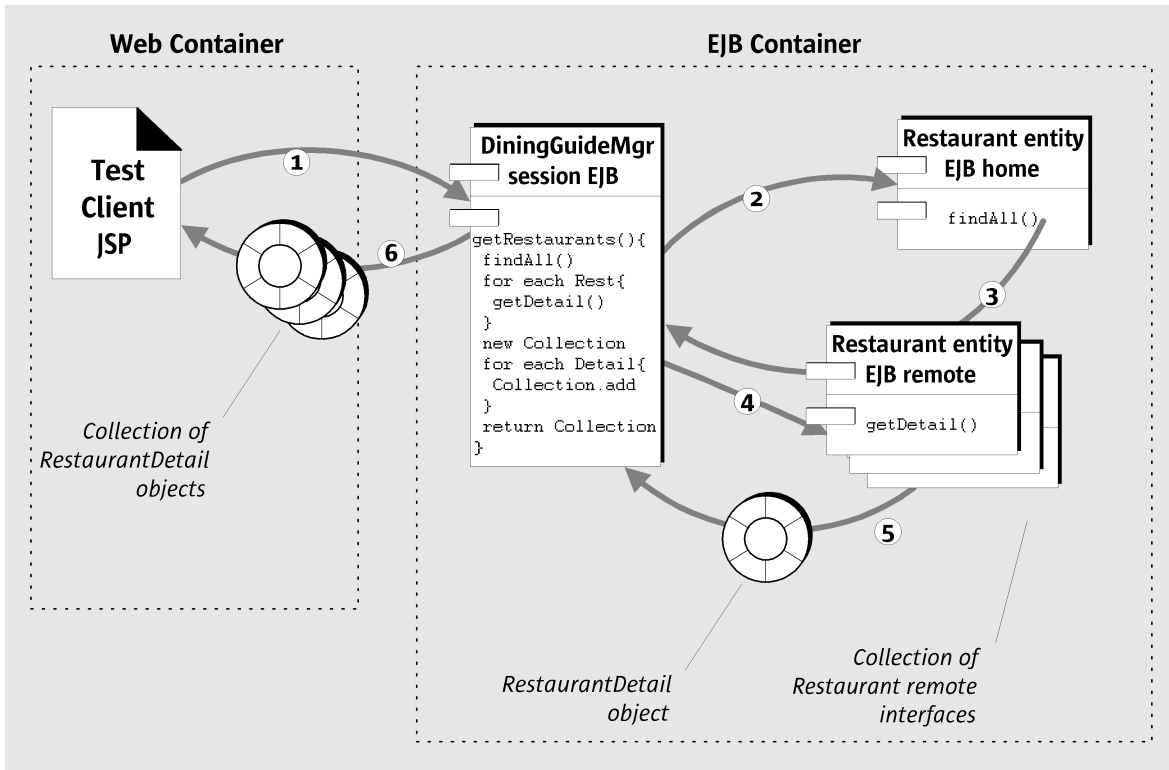 Web Container
EJB Container
Test
Client
JSP
1
6
Collection of
RestaurantDetail
objects
DiningGuideMgr
session EJB
getRestaurants(){
findAll()
for each Rest{
getDetail()
}
new Collection
for each Detail{
Collection.add
}
return Collection
}
2
Restaurant entity
EJB home
findAll()
3
Restaurant entity
EJB remote
getDetail()
4
5
RestaurantDetail
object
Collection of
Restaurant remote
interfaces